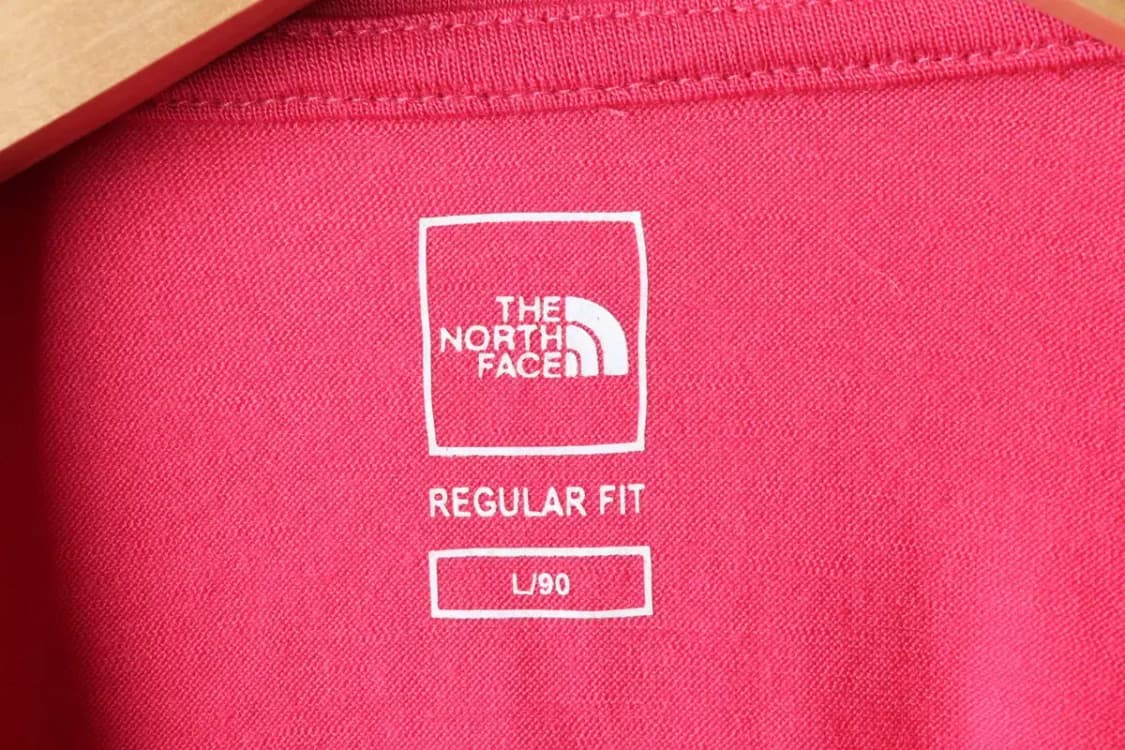 THE
NORTH
FACE
REGULAR FIT
L/90